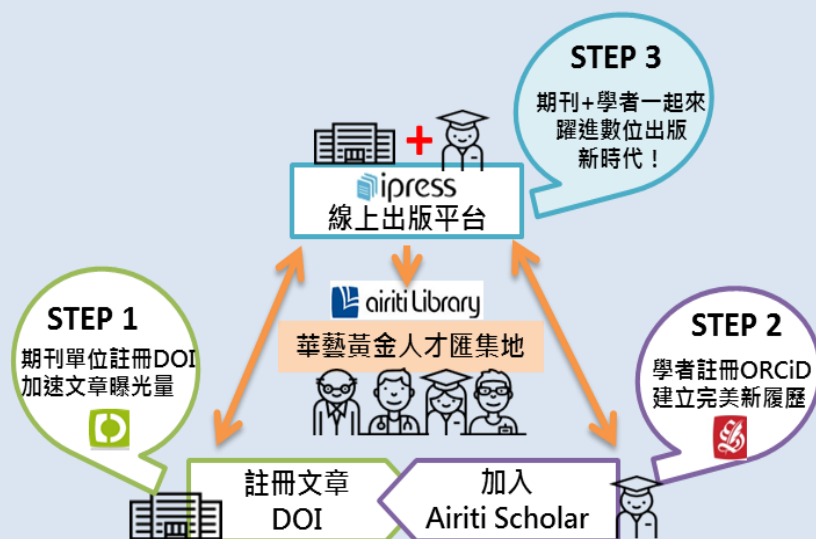 STEP 3
期刊+學者一起來
躍進數位出版
新時代！
+
ipress
線上出版平台
airiti Library
華藝黃金人才匯集地
STEP 1
期刊單位註冊DOI
加速文章曝光量
STEP 2
學者註冊ORCiD
建立完美新履歷
註冊文章
DOI
加入
Airiti Scholar